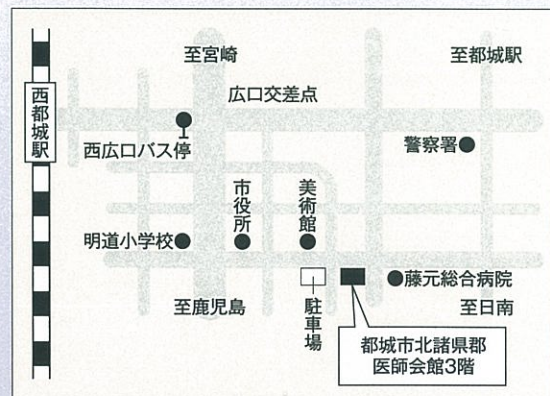 至宮崎
至都城駅
広口交差点
西都城駅
西広口バス停
警察署
市役所
美術館
明道小学校
藤元総合病院
至鹿児島
駐車場
至日南
都城市北諸県郡
医師会館3階